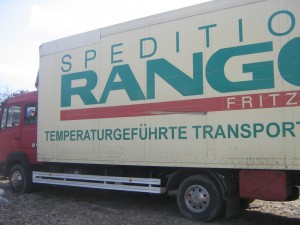 SPEDITIO
RANGO
FRITZ
TEMPERATURGEFÜHRTE TRANSPORT